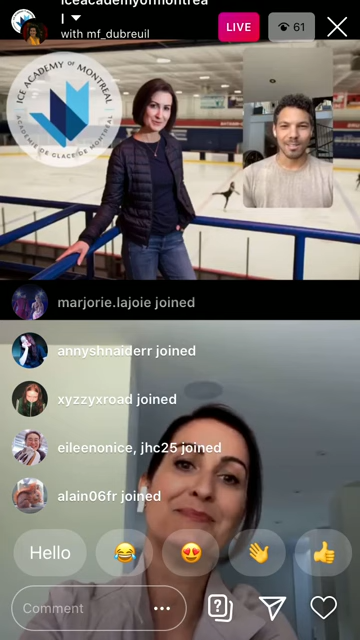 iceacademyofmontreal
l
with mf_dubreuil
LIVE
61
ICE ACADEMY OF MONTREAL
ACADÉMIE DE GLACE DE MONTRÉAL
marjorie.lajoie joined
annyshnaiderr joined
xyzzyxroad joined
eileenonice, jhc25 joined
alain06fr joined
Hello
Comment